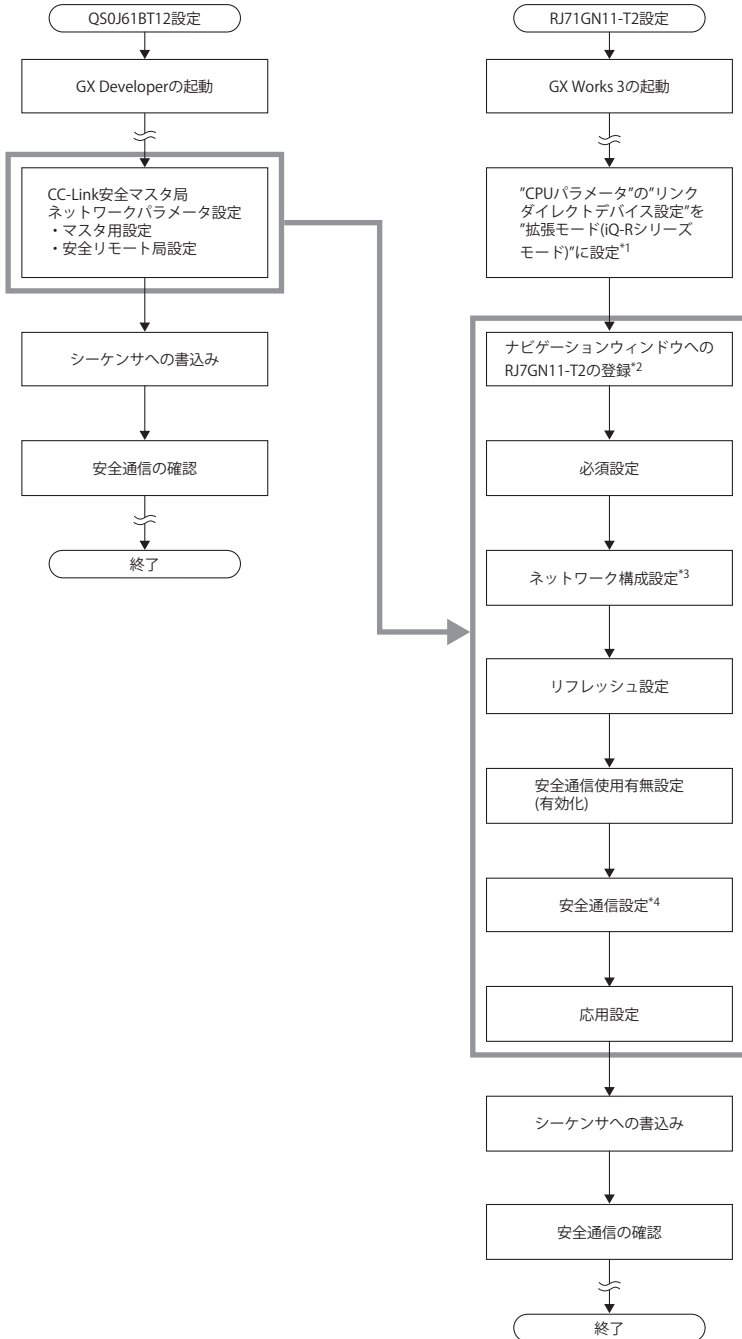 QS0J61BT12設定
GX Developerの起動
CC-Link安全マスタ局
ネットワークパラメータ設定
・マスタ用設定
・安全リモート局設定
シーケンサへの書込み
安全通信の確認
終了
RJ71GN11-T2設定
GX Works 3の起動
”CPUパラメータ”の”リンク
ダイレクトデバイス設定”を
”拡張モード(iQ-Rシリーズ
モード)”に設定*1
ナビゲーションウィンドウへの
RJ7GN11-T2の登録*2
必須設定
ネットワーク構成設定*3
リフレッシュ設定
安全通信使用有無設定
(有効化)
安全通信設定*4
応用設定
シーケンサへの書込み
安全通信の確認
終了